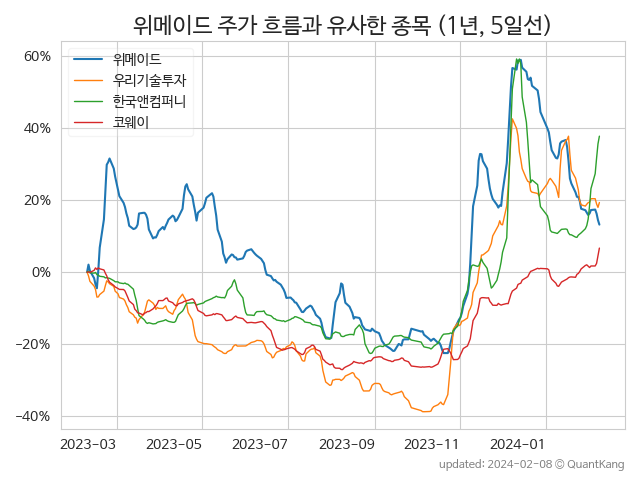 위메이드 주가 흐름과 유사한 종목 (1년, 5일선)
위메이드
우리기술투자
한국앤컴퍼니
코웨이
60%
40%
20%
0%
−20%
−40%
2023-03 2023-05 2023-07 2023-09 2023-11 2024-01
updated: 2024-02-08 © QuantKang